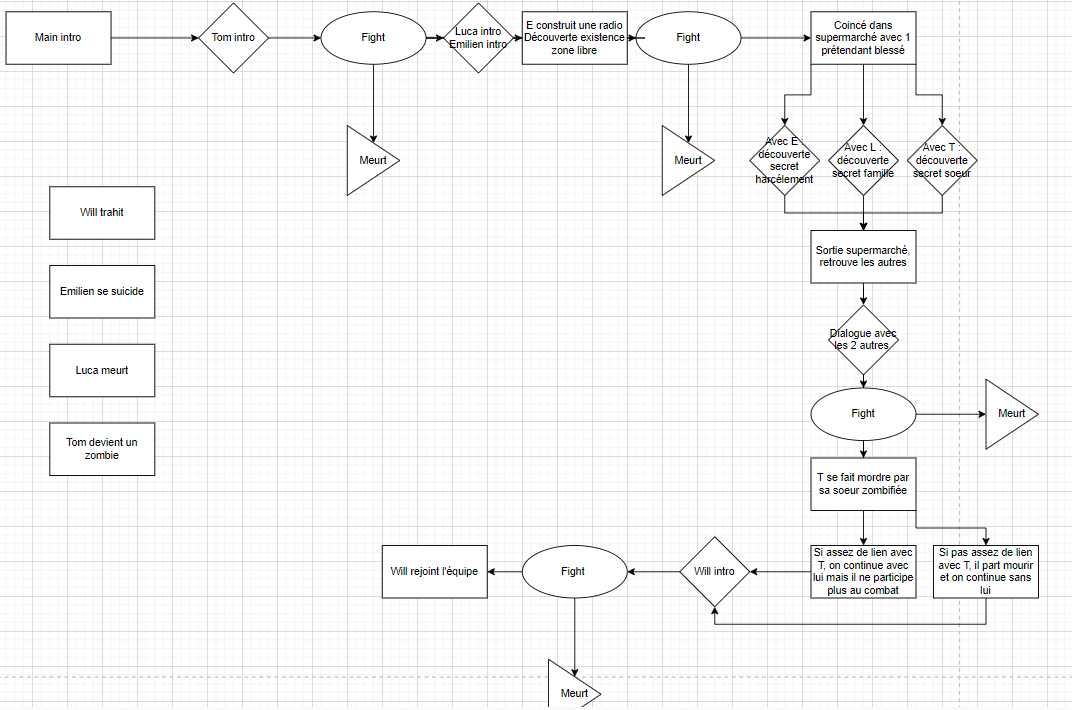 Main intro
Tom intro
Fight
Luca intro
Emilien intro
E construit une radio
Découverte existence
zone libre
Fight
Coincé dans
supermarché avec 1
prétendant blessé
Meurt
Meurt
Avec E :
découverte
secret
harcélement
Avec L :
découverte
secret famille
Avec T :
découverte
secret soeur
Will trahit
Sortie supermarché,
retrouve les autres
Emilien se suicide
Dialogue avec
les 2 autres
Luca meurt
Fight
Meurt
Tom devient un
zombie
T se fait mordre par
sa soeur zombifiée
Will rejoint l'équipe
Fight
Will intro
Si assez de lien avec
T, on continue avec
lui mais il ne participe
plus au combat
Si pas assez de lien
avec T, il part mourir
et on continue sans
lui
Meurt